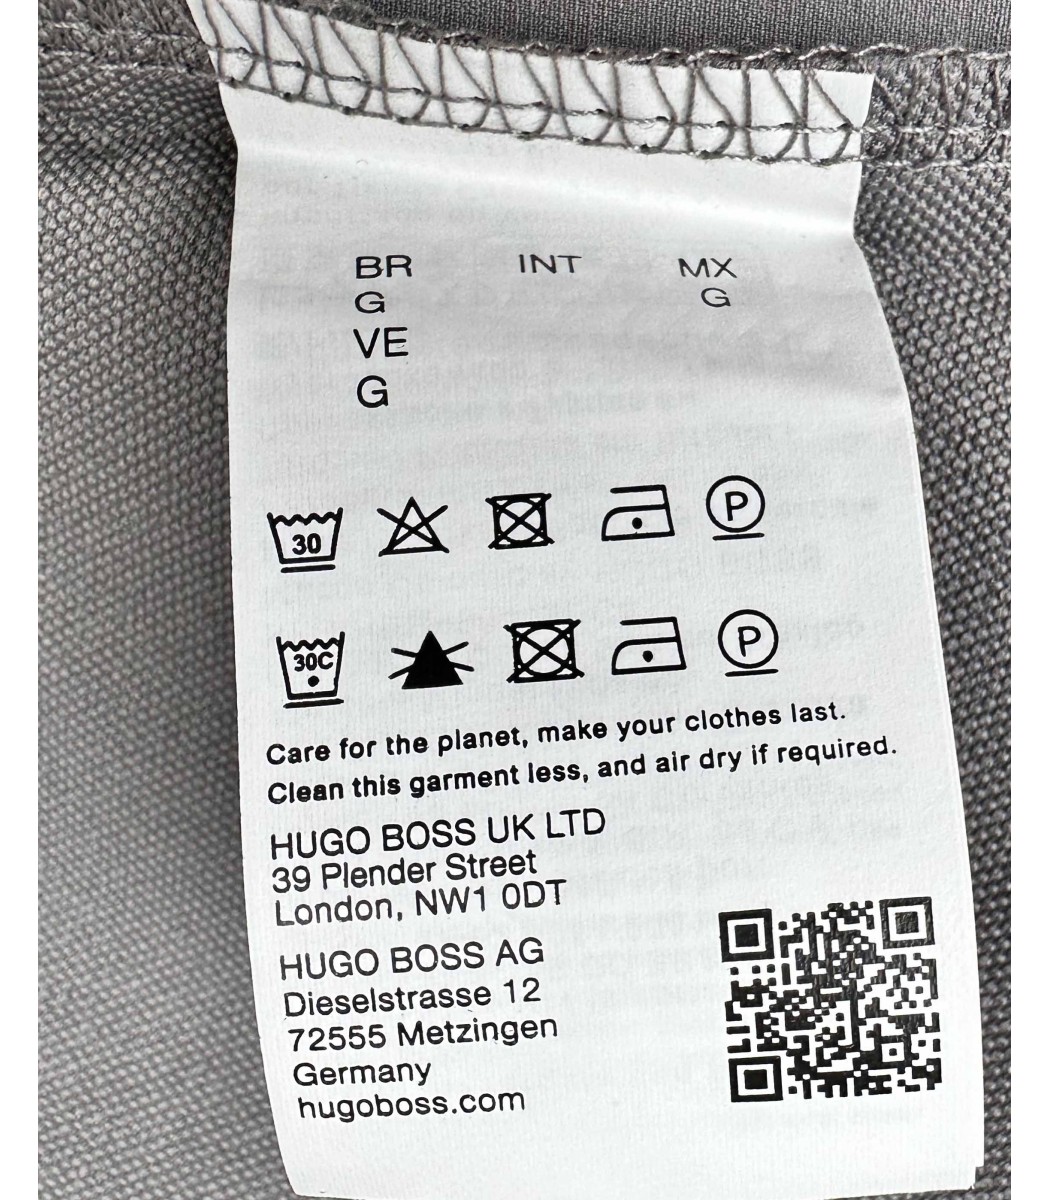 BR INT MX
G G
VE
G
30 P
30C P
Care for the planet, make your clothes last.
Clean this garment less, and air dry if required.
HUGO BOSS UK LTD
39 Plender Street
London, NW1 0DT
HUGO BOSS AG
Dieselstrasse 12
72555 Metzingen
Germany
hugoboss.com